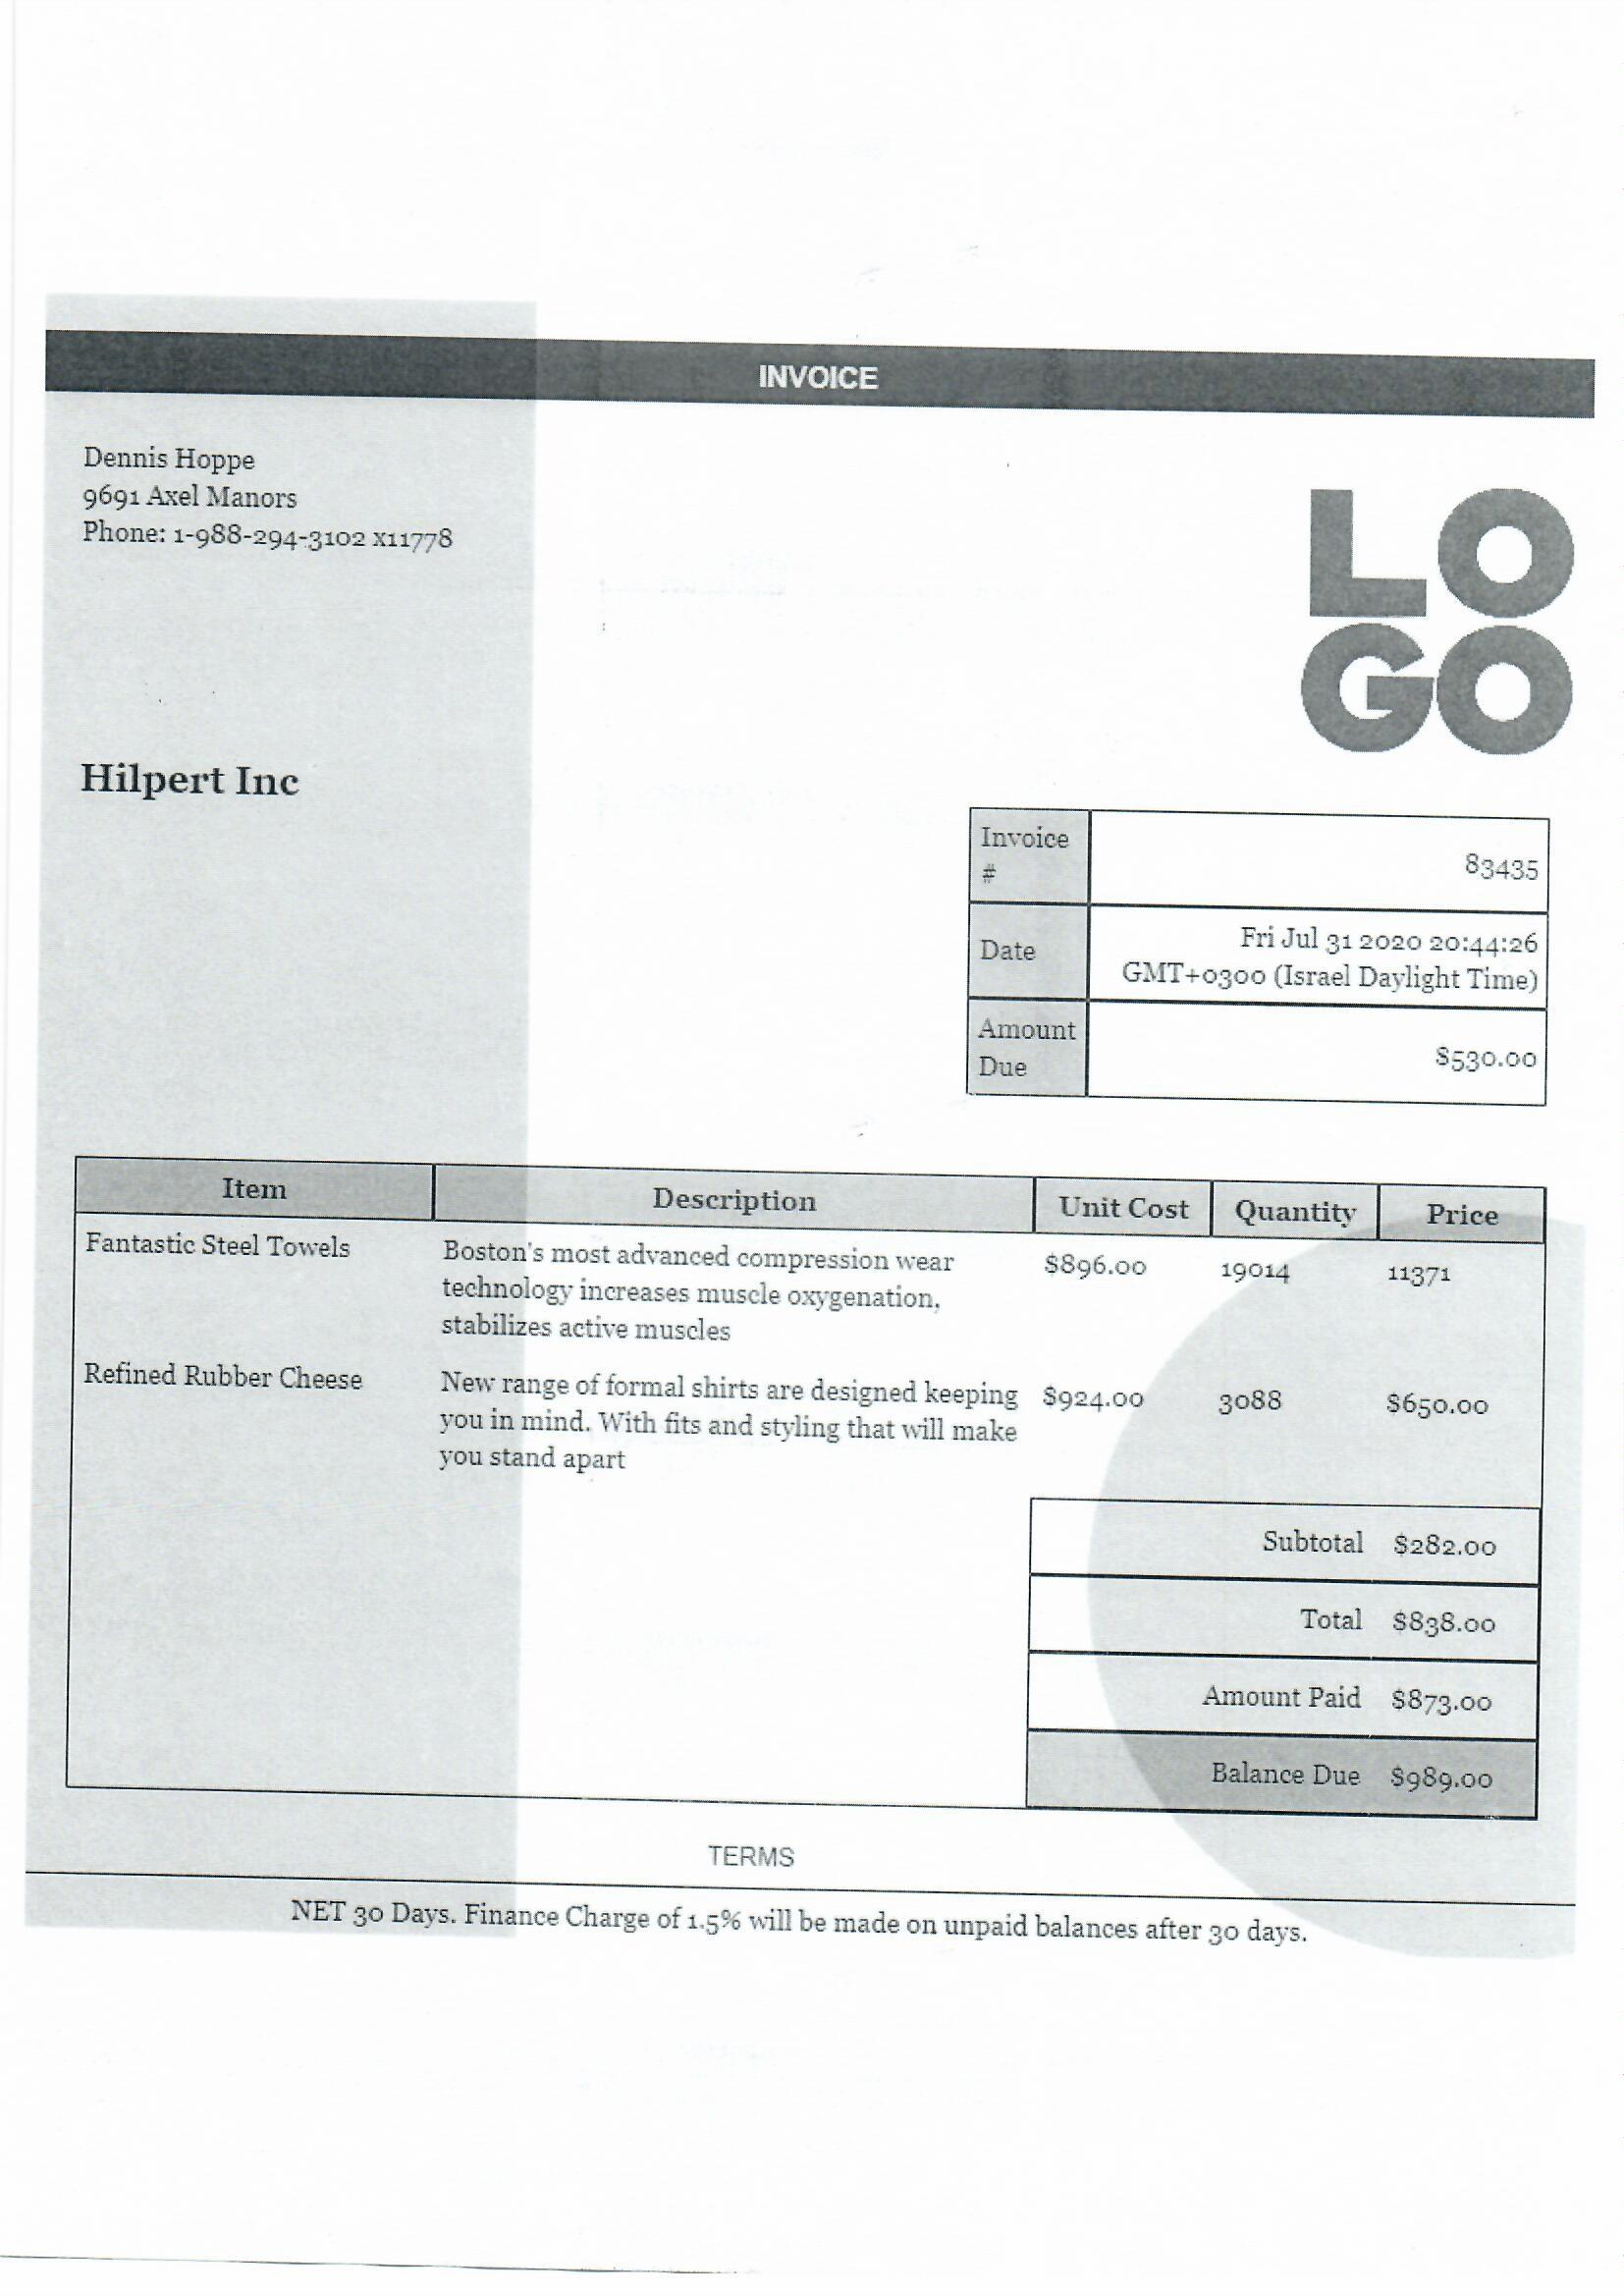 INVOICE
Dennis Hoppe
9691 Axel Manors
Phone: 1-988-294-3102 x11778
LO
GO
Hilpert Inc
Invoice
#
83435
Date
Fri Jul 31 2020 20:44:26
GMT+0300 (Israel Daylight Time)
Amount
Due
$530.00
Item Description Unit Cost Quantity Price
Fantastic Steel Towels Boston's most advanced compression wear $896.00 19014 11371
technology increases muscle oxygenation,
stabilizes active muscles
Refined Rubber Cheese New range of formal shirts are designed keeping $924.00 3088 $650.00
you in mind. With fits and styling that will make
you stand apart
Subtotal $282.00
Total $838.00
Amount Paid $873.00
Balance Due $989.00
TERMS
NET 30 Days. Finance Charge of 1.5% will be made on unpaid balances after 30 days.